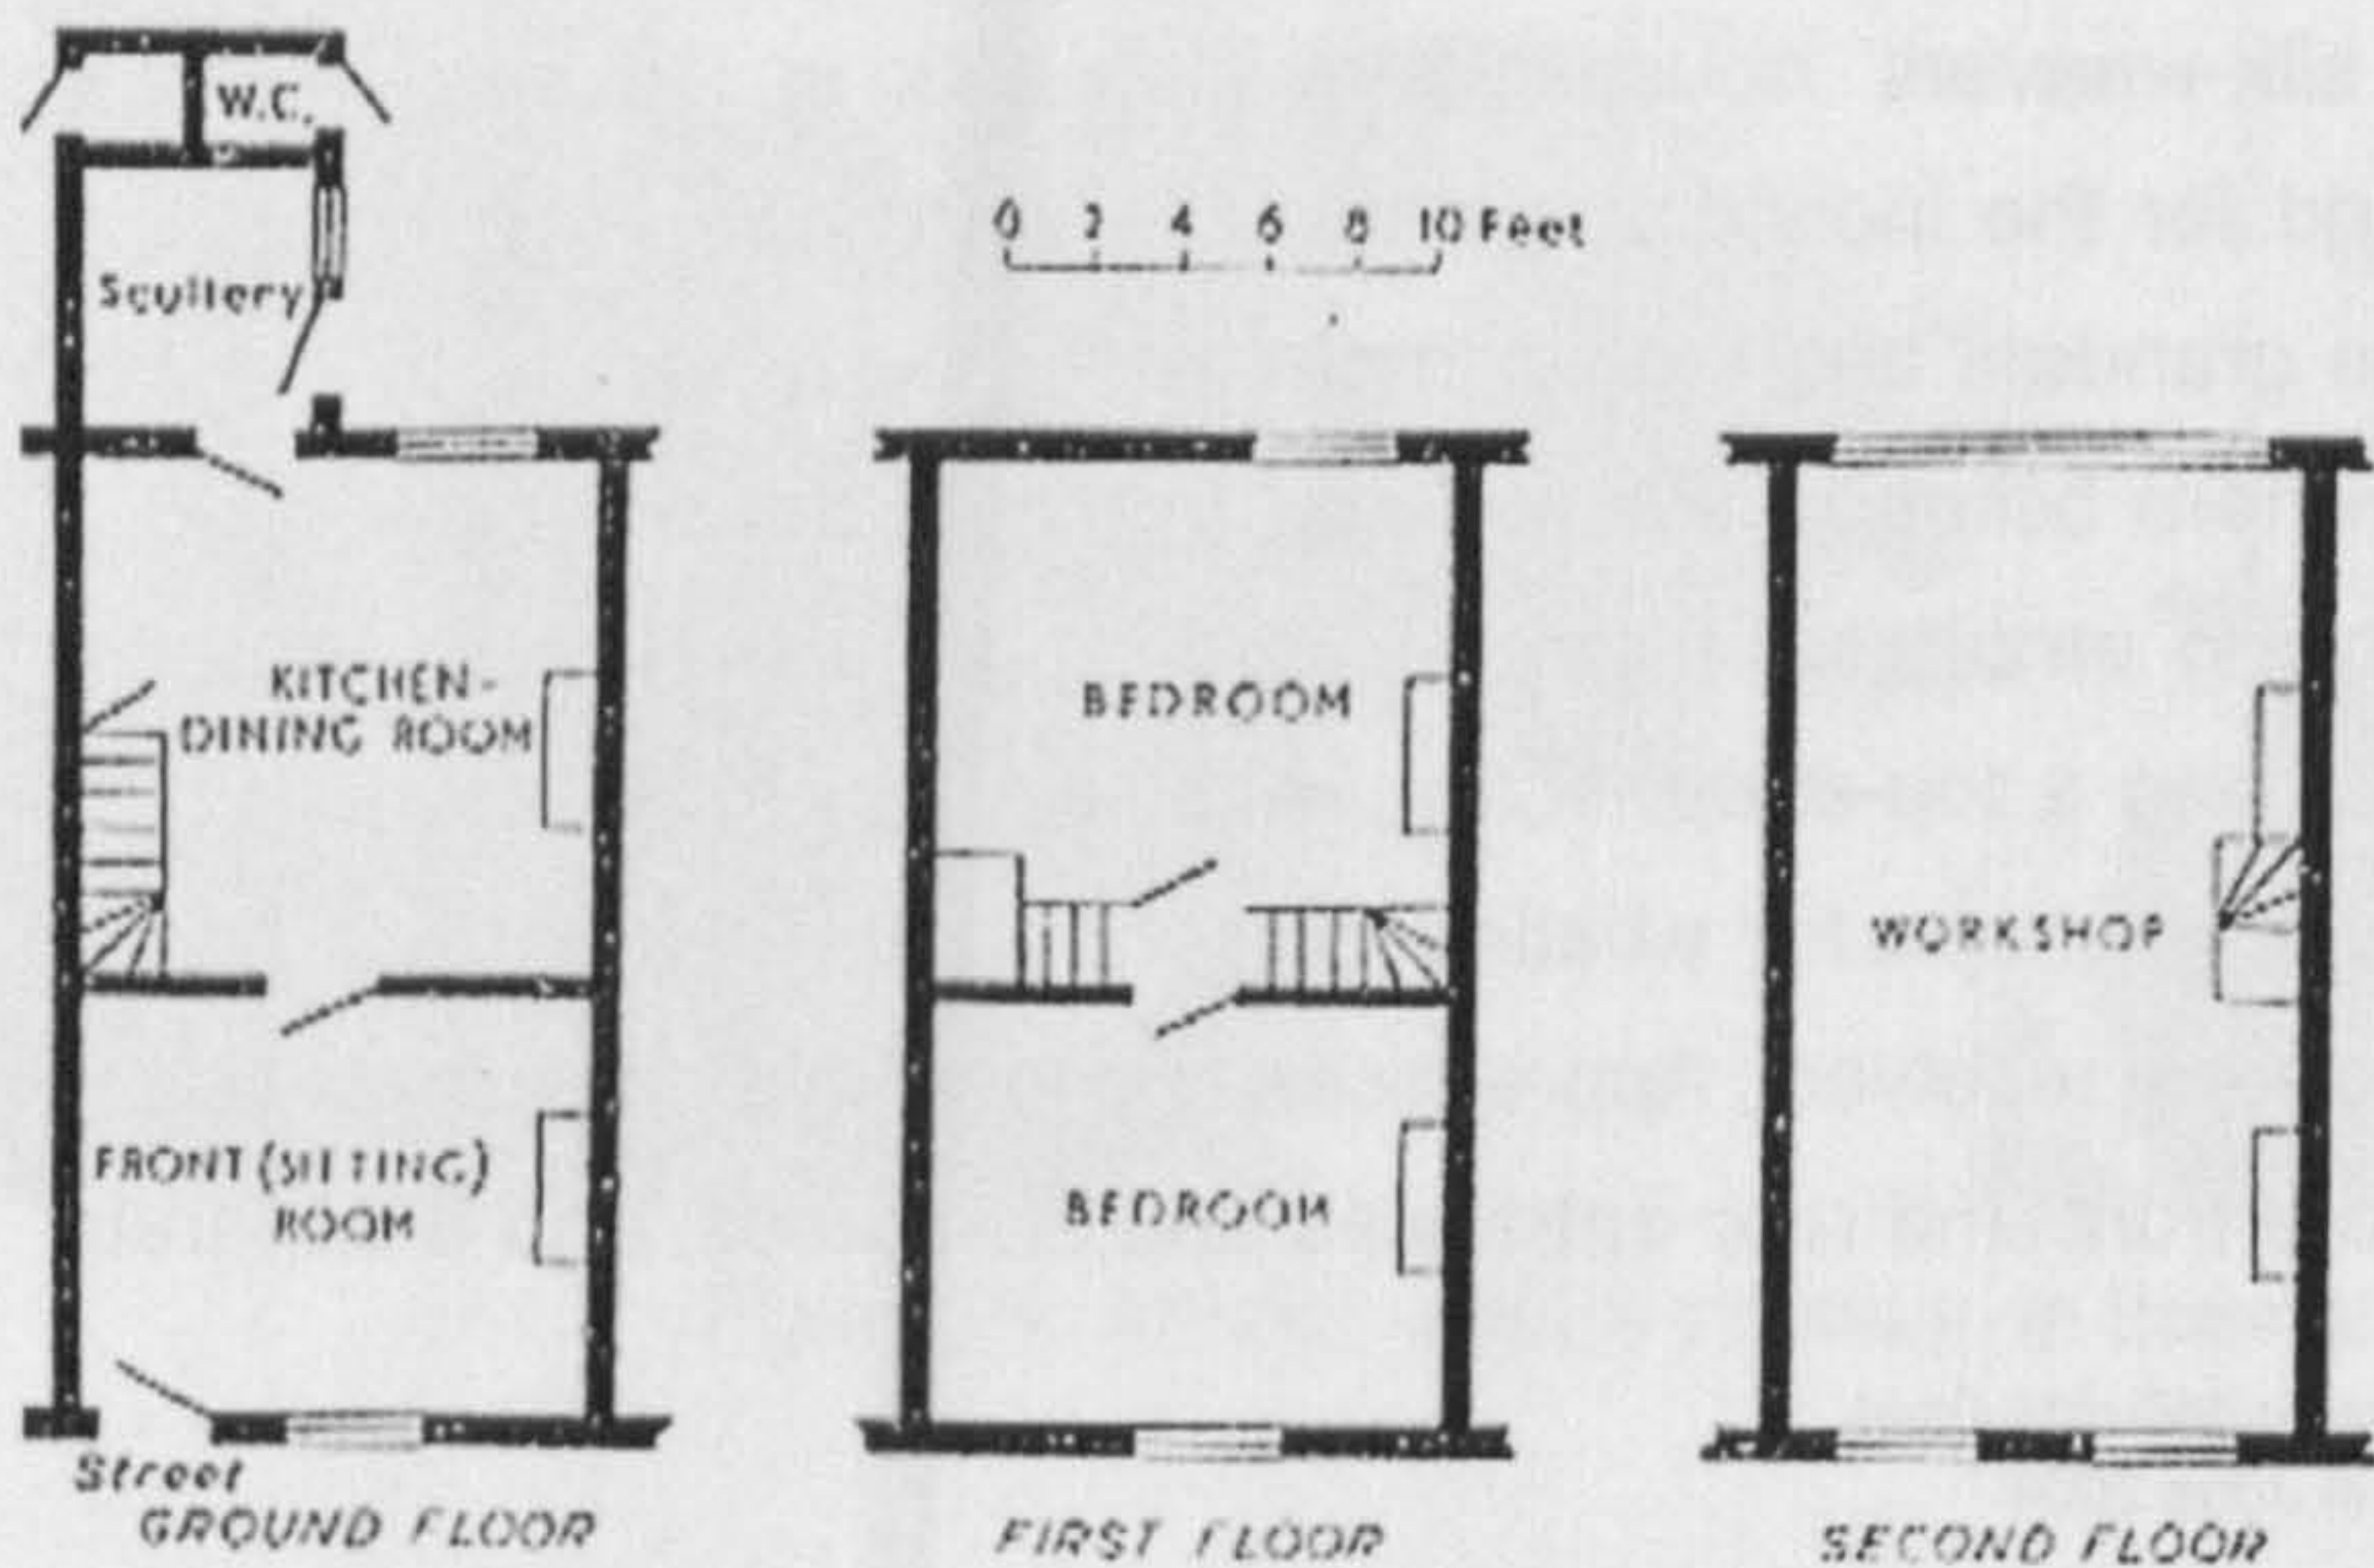 W.C.
Scullery
0 2 4 6 8 10 Feet
KITCHEN-
DINING ROOM
FRONT (SITTING)
ROOM
Street
GROUND FLOOR
BEDROOM
BEDROOM
FIRST FLOOR
WORKSHOP
SECOND FLOOR